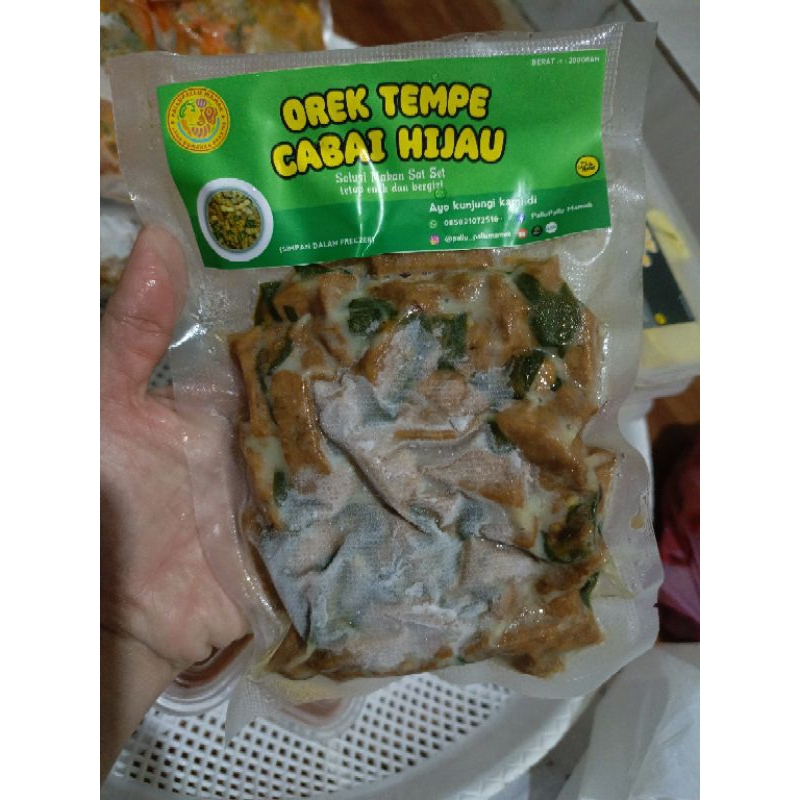 BERAT : 200GRAM
OREK TEMPE
CABAI HIJAU
Solusi Makan Sat Set
tetap enak dan bergizi
Ayo kunjungi kami di
085821072516
PalluPallu Mamak
@pallu_pallumamak
(SIMPAN DALAM FREEZER)